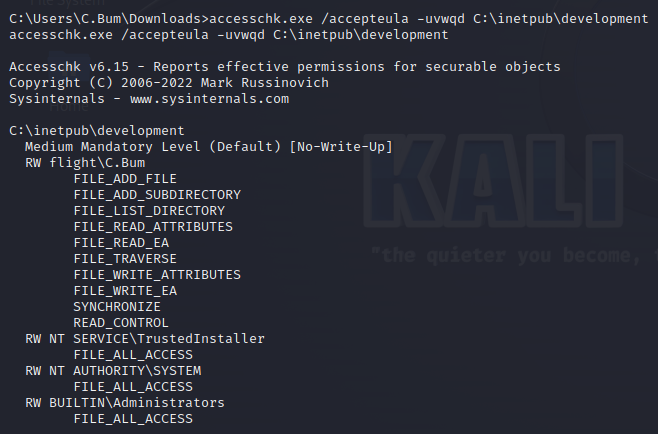 C:\Users\C.Bum\Downloads>accesschk.exe /accepteula -uvwqd C:\inetpub\development
accesschk.exe /accepteula -uvwqd C:\inetpub\development
Accesschk v6.15 - Reports effective permissions for securable objects
Copyright (C) 2006-2022 Mark Russinovich
Sysinternals - www.sysinternals.com
C:\inetpub\development
Medium Mandatory Level (Default) [No-Write-Up]
RW flight\C.Bum
FILE_ADD_FILE
FILE_ADD_SUBDIRECTORY
FILE_LIST_DIRECTORY
FILE_READ_ATTRIBUTES
FILE_READ_EA
FILE_TRAVERSE
FILE_WRITE_ATTRIBUTES
FILE_WRITE_EA
SYNCHRONIZE
READ_CONTROL
RW NT SERVICE\TrustedInstaller
FILE_ALL_ACCESS
RW NT AUTHORITY\SYSTEM
FILE_ALL_ACCESS
RW BUILTIN\Administrators
FILE_ALL_ACCESS
KALI
"the quieter you become,